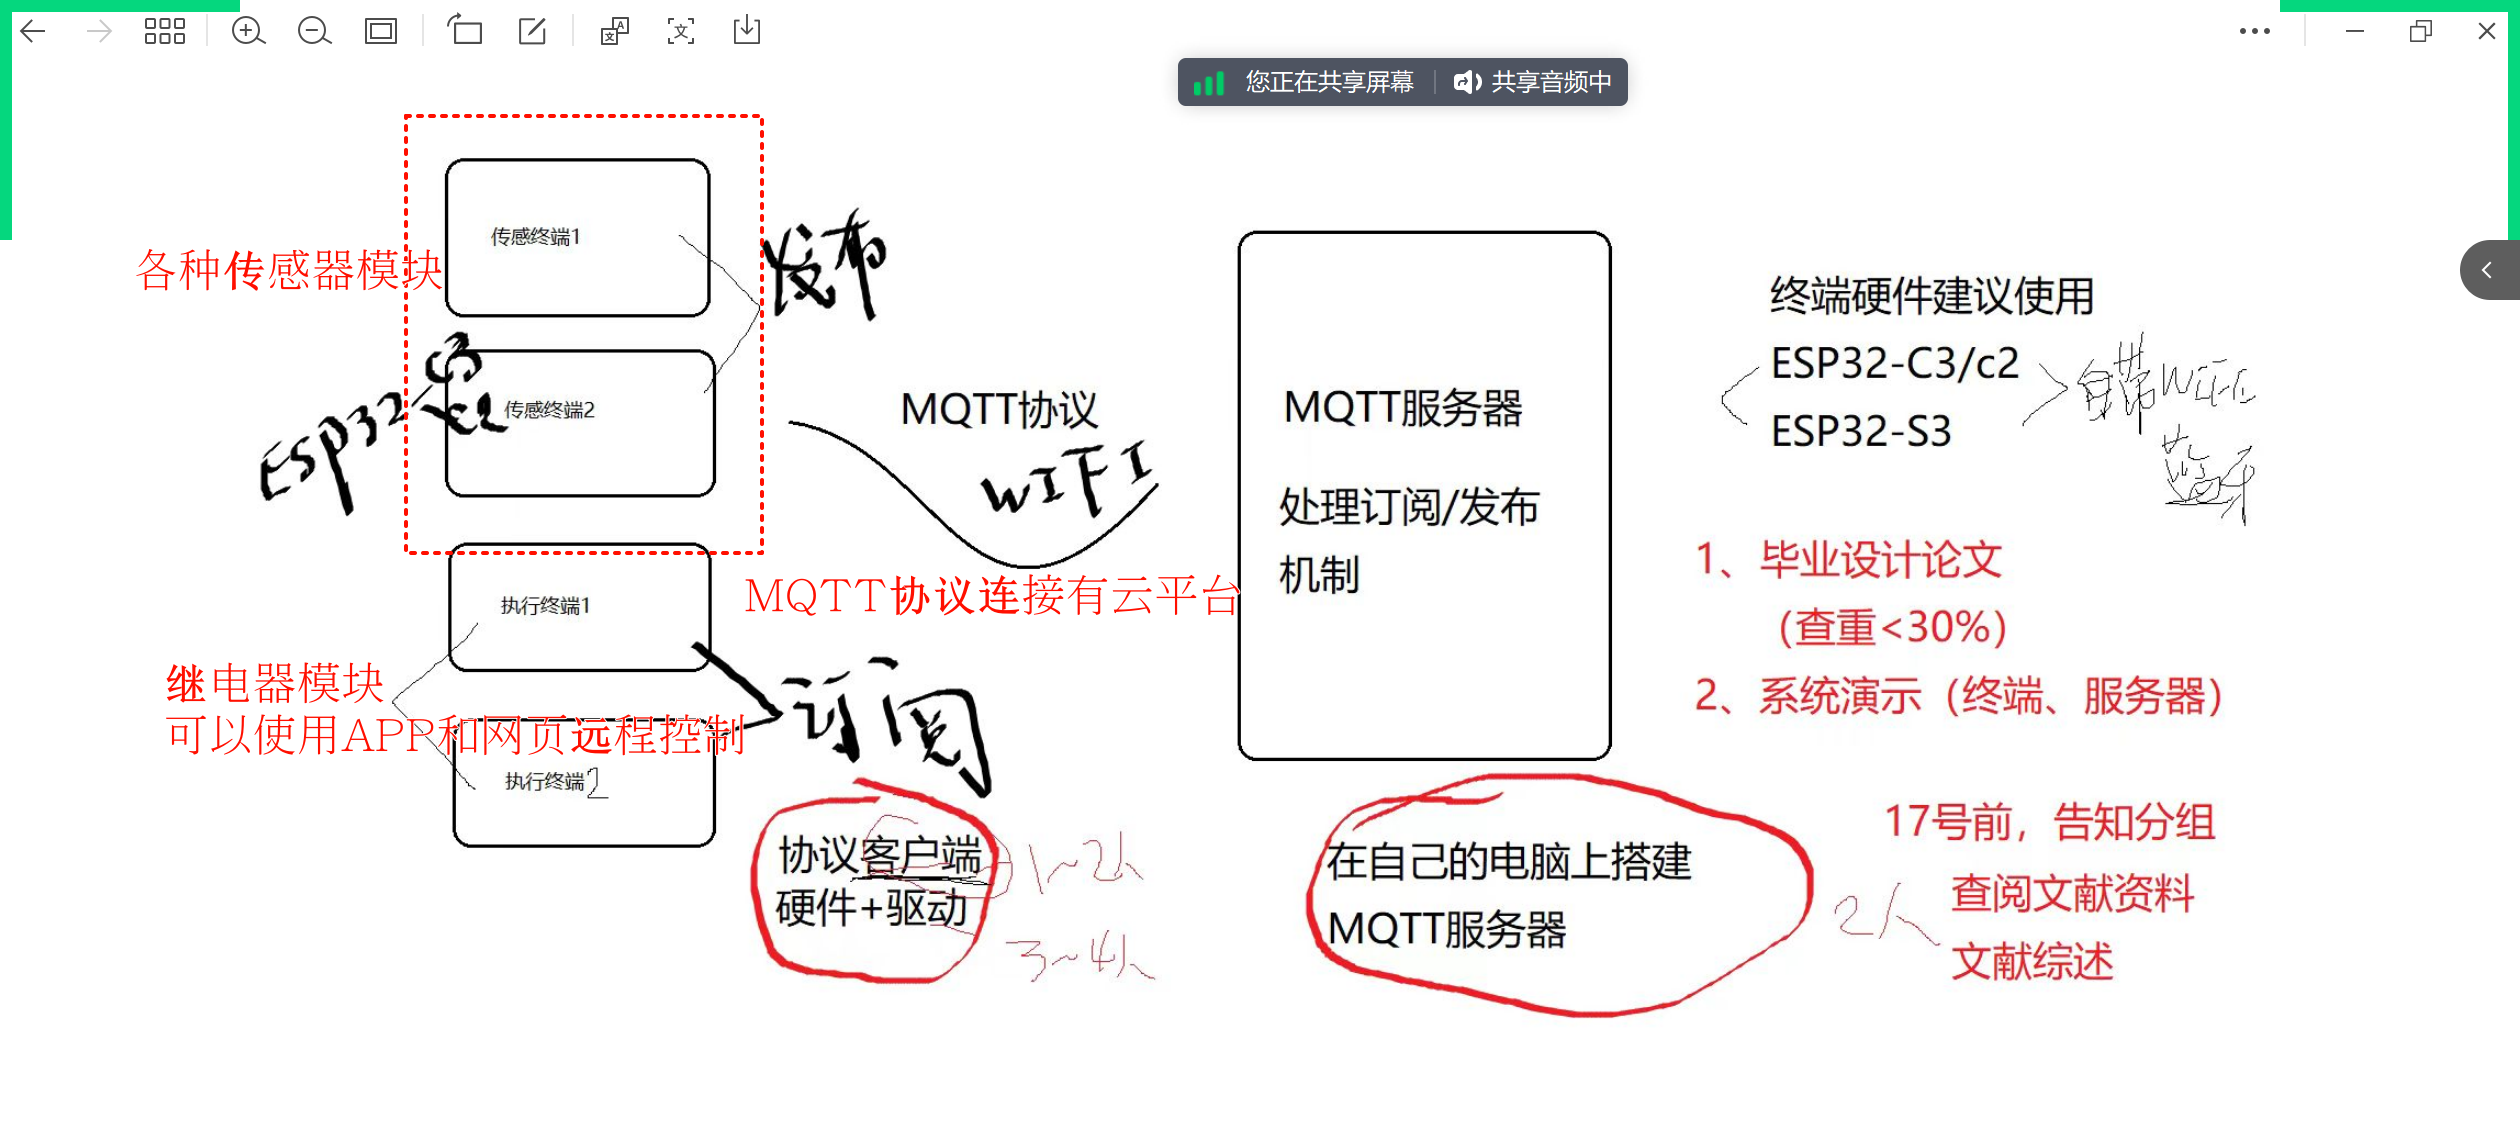 您正在共享屏幕 共享音频中
传感终端1
各种传感器模块
发布
传感终端2
Esp32-C3
c2
MQTT协议
WIFI
MQTT服务器
处理订阅/发布
机制
终端硬件建议使用
ESP32-C3/c2
ESP32-S3
自带WiFi
蓝牙
执行终端1
MQTT协议连接有云平台
继电器模块
可以使用APP和网页远程控制
订阅
执行终端2
1、毕业设计论文
（查重<30%）
2、系统演示（终端、服务器）
协议客户端
硬件+驱动
1~2人
3~4人
在自己的电脑上搭建
MQTT服务器
17号前，告知分组
2人
查阅文献资料
文献综述